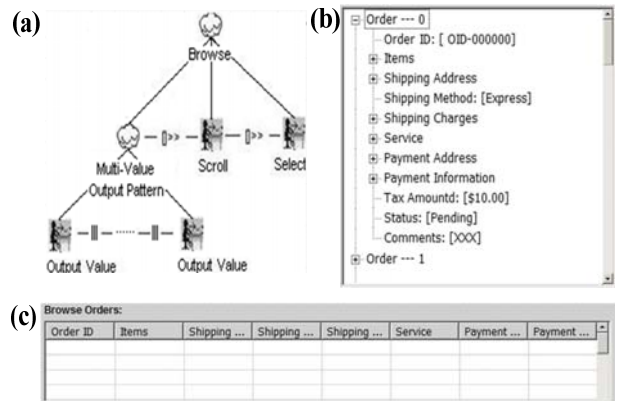 (a)
Browse
[]>>
[]>>
Multi-Value
Output Pattern
Scroll
Select
||| ...... |||
Output Value
Output Value
(b)
Order --- 0
Order ID: [ OID-000000]
Items
Shipping Address
Shipping Method: [Express]
Shipping Charges
Service
Payment Address
Payment Information
Tax Amountd: [$10.00]
Status: [Pending]
Comments: [XXX]
Order --- 1
(c)
Browse Orders:
Order ID Items Shipping ... Shipping ... Shipping ... Service Payment ... Payment ...